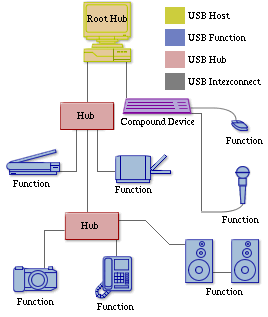 Root Hub
USB Host
USB Function
USB Hub
USB Interconnect
Hub
Compound Device
Function
Function
Function
Function
Hub
Function
Function
Function